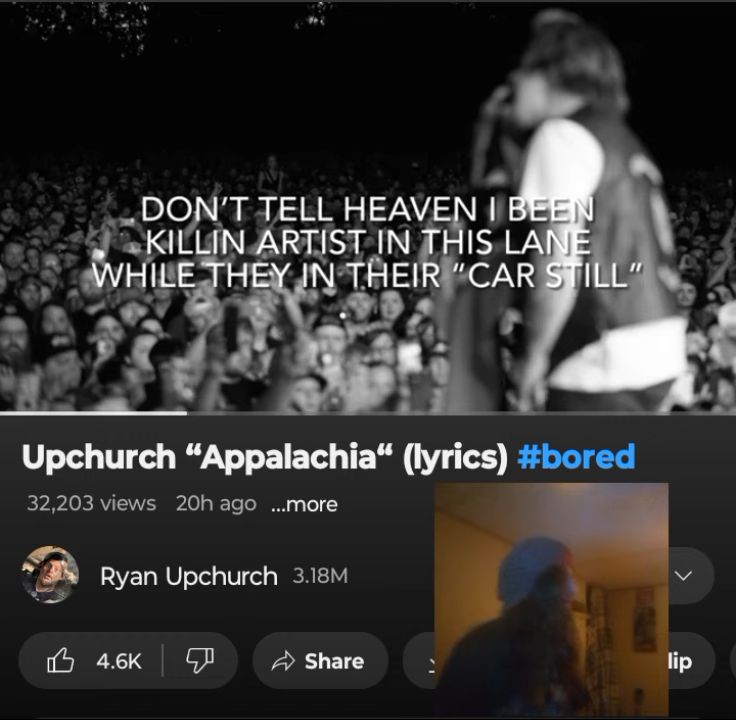 DON'T TELL HEAVEN I BEEN
KILLIN ARTIST IN THIS LANE
WHILE THEY IN THEIR "CAR STILL"
Upchurch “Appalachia“ (lyrics) #bored
32,203 views 20h ago ...more
Ryan Upchurch 3.18M
4.6K Share lip